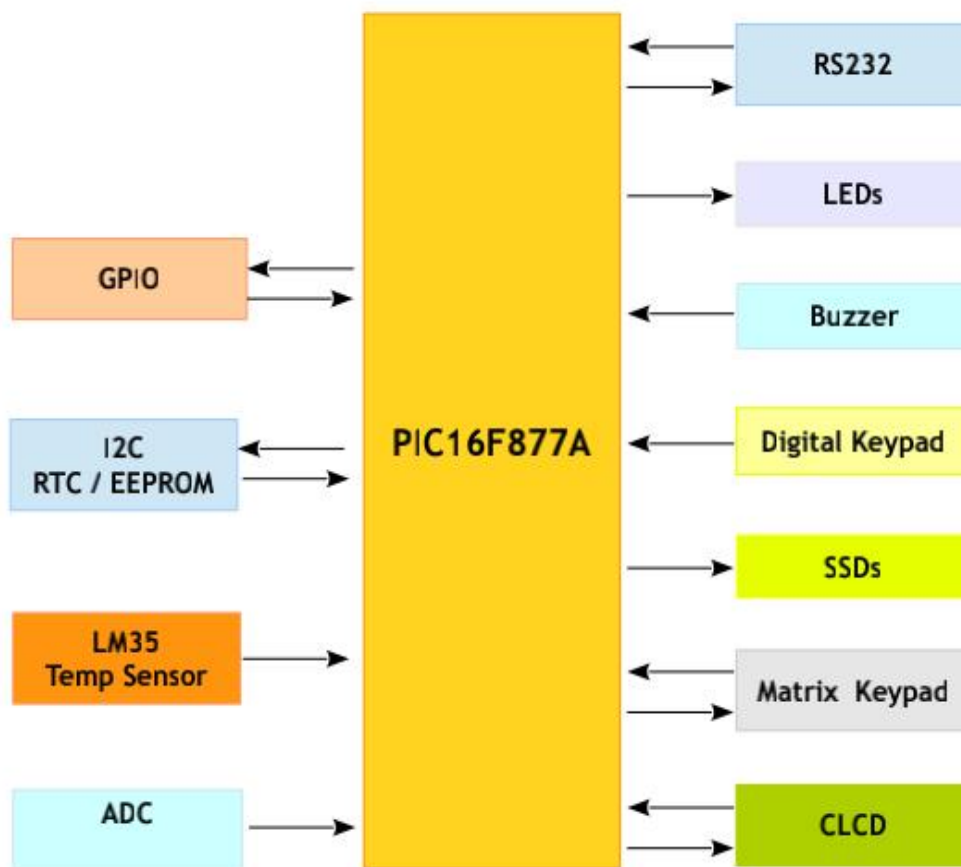 RS232
LEDs
GPIO
Buzzer
PIC16F877A
Digital Keypad
I2C
RTC / EEPROM
SSDs
LM35
Temp Sensor
Matrix Keypad
ADC
CLCD